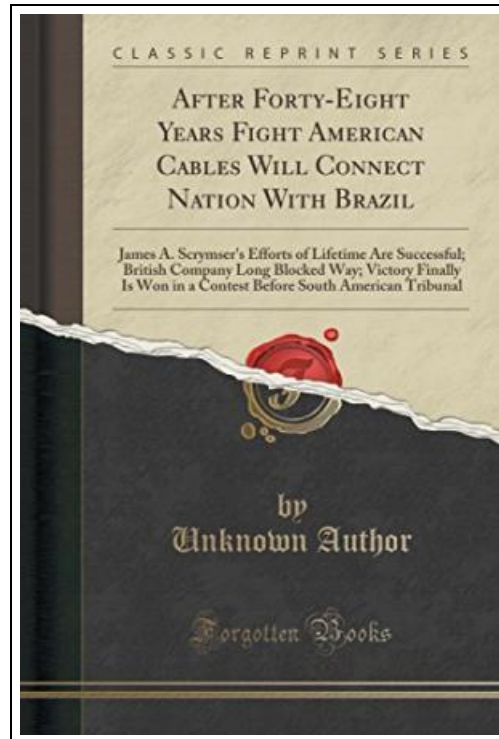 CLASSIC REPRINT SERIES
AFTER FORTY-EIGHT
YEARS FIGHT AMERICAN
CABLES WILL CONNECT
NATION WITH BRAZIL
James A. Scrymser's Efforts of Lifetime Are Successful;
British Company Long Blocked Way; Victory Finally
Is Won in a Contest Before South American Tribunal
by
Unknown Author
Forgotten Books